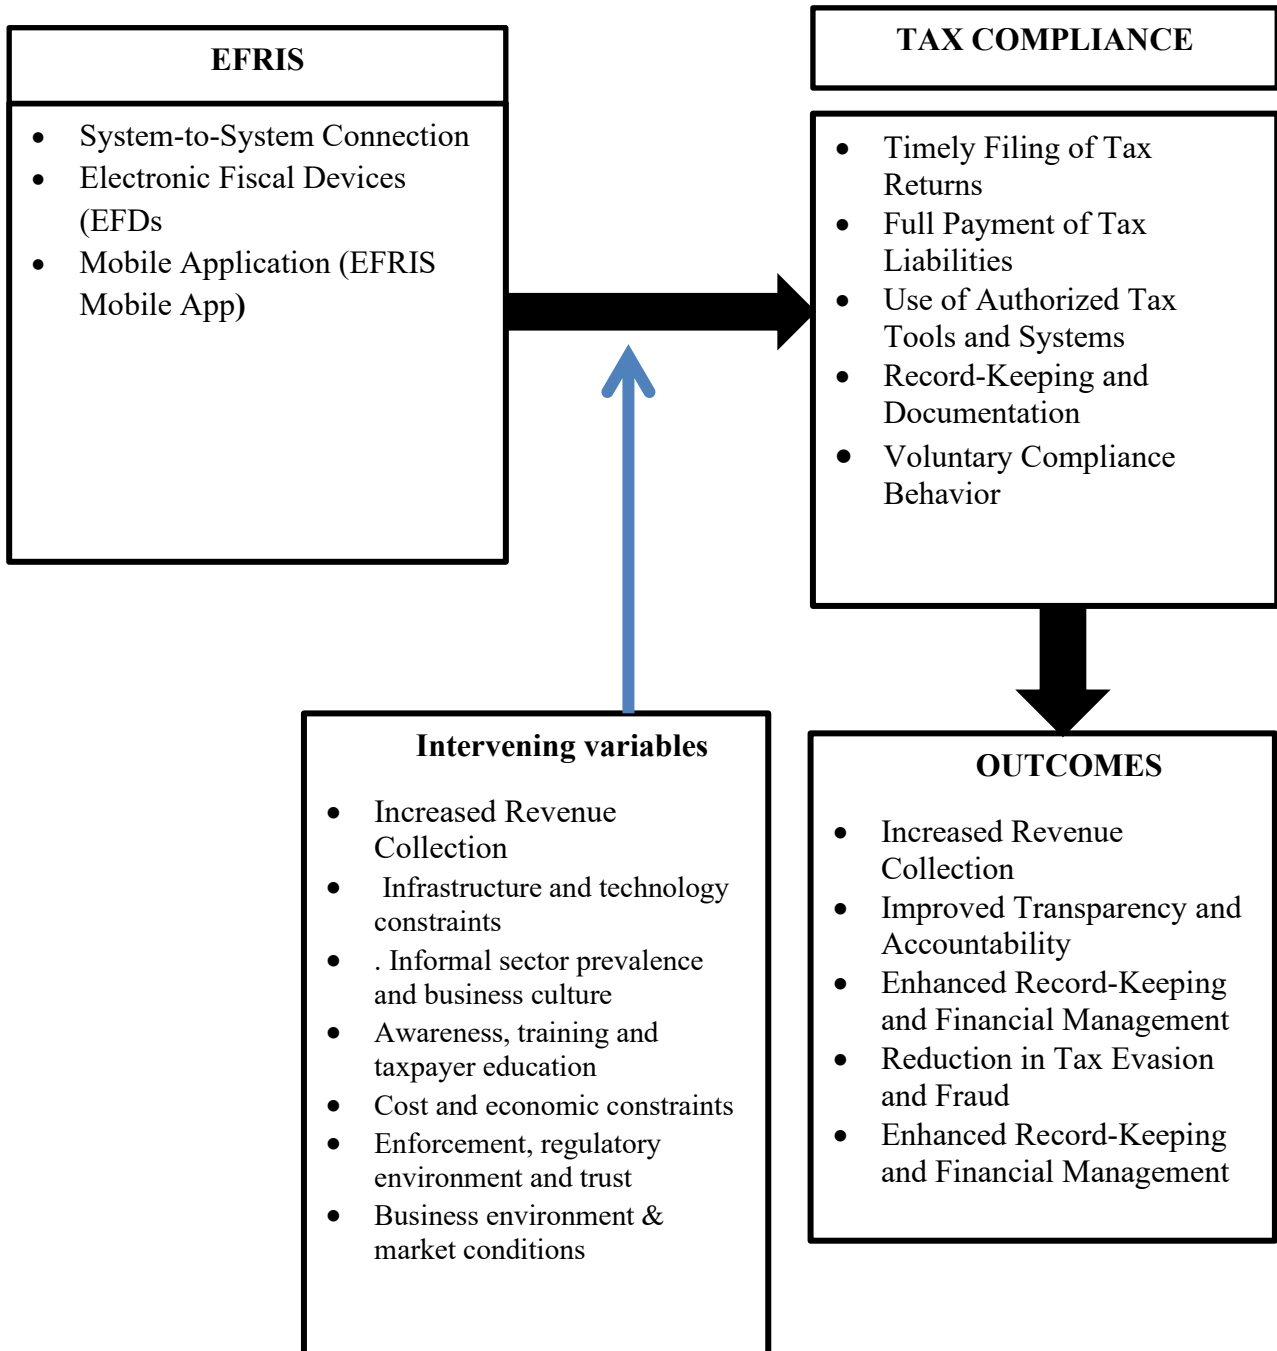 EFRIS
• System-to-System Connection
• Electronic Fiscal Devices
(EFDs
• Mobile Application (EFRIS
Mobile App)
TAX COMPLIANCE
• Timely Filing of Tax
Returns
• Full Payment of Tax
Liabilities
• Use of Authorized Tax
Tools and Systems
• Record-Keeping and
Documentation
• Voluntary Compliance
Behavior
Intervening variables
• Increased Revenue
Collection
• Infrastructure and technology
constraints
• . Informal sector prevalence
and business culture
• Awareness, training and
taxpayer education
• Cost and economic constraints
• Enforcement, regulatory
environment and trust
• Business environment &
market conditions
OUTCOMES
• Increased Revenue
Collection
• Improved Transparency and
Accountability
• Enhanced Record-Keeping
and Financial Management
• Reduction in Tax Evasion
and Fraud
• Enhanced Record-Keeping
and Financial Management